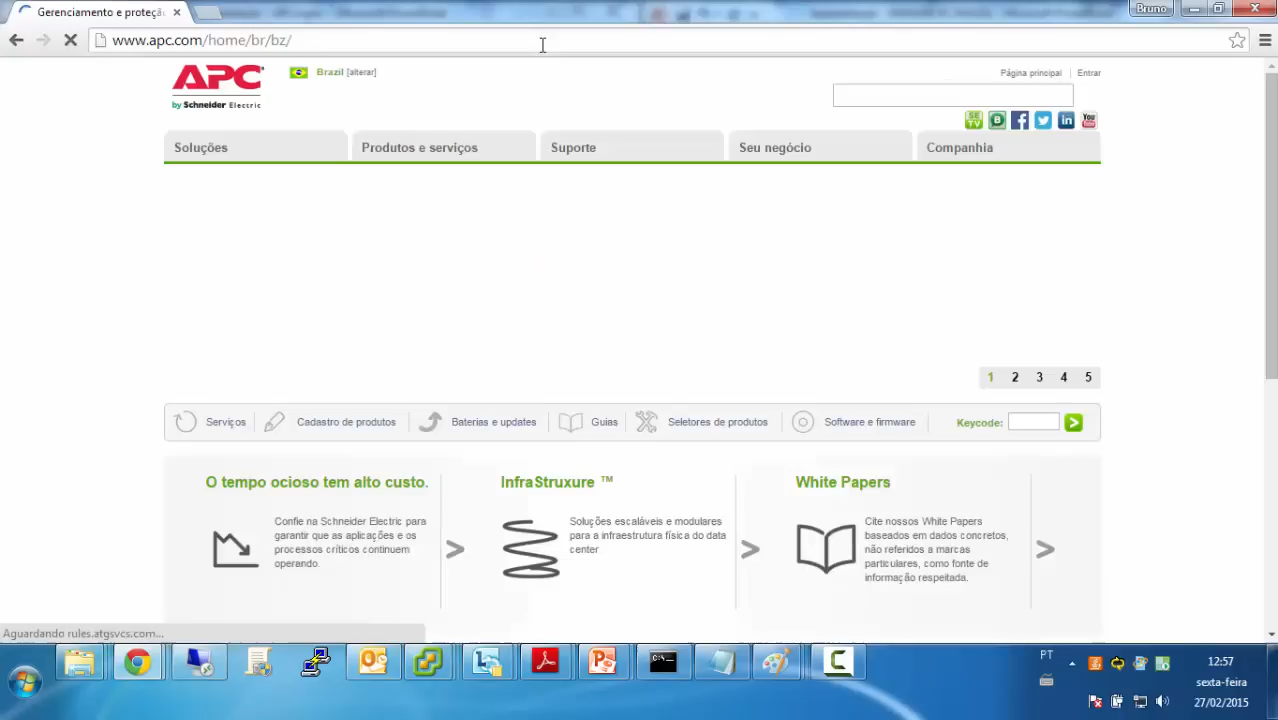 Gerenciamento e proteçã
Bruno
www.apc.com/home/br/bz/
APC
by Schneider Electric
Brazil [alterar]
Página principal
Entrar
SE TV
B
f
in
You
Soluções
Produtos e serviços
Suporte
Seu negócio
Companhia
1 2 3 4 5
Serviços
Cadastro de produtos
Baterias e updates
Guias
Seletores de produtos
Software e firmware
Keycode:
O tempo ocioso tem alto custo.
Confie na Schneider Electric para
garantir que as aplicações e os
processos críticos continuem
operando.
InfraStruxure ™
Soluções escaláveis e modulares
para a infraestrutura física do data
center
White Papers
Cite nossos White Papers
baseados em dados concretos,
não referidos a marcas
particulares, como fonte de
informação respeitada.
Aguardando rules.atgsvcs.com...
PT
12:57
sexta-feira
27/02/2015